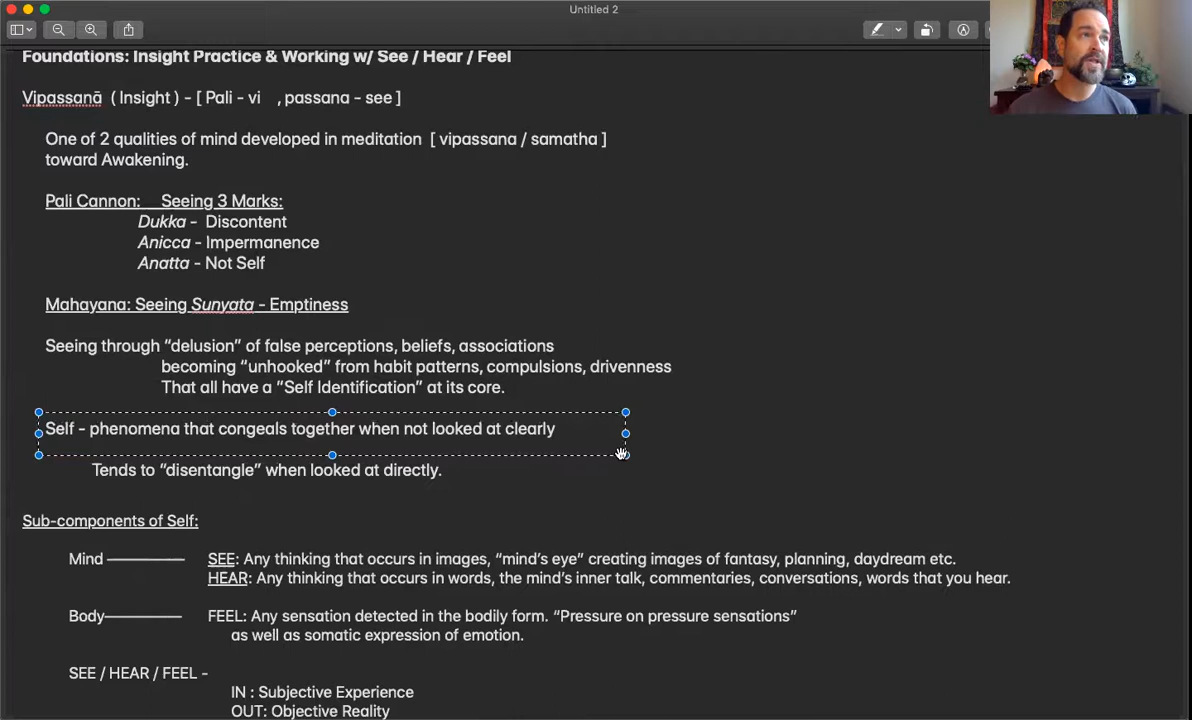 Untitled 2
Foundations: Insight Practice & Working w/ See / Hear / Feel
Vipassanā ( Insight ) - [ Pali - vi , passana - see ]
One of 2 qualities of mind developed in meditation [ vipassana / samatha ]
toward Awakening.
Pali Cannon: Seeing 3 Marks:
Dukka - Discontent
Anicca - Impermanence
Anatta - Not Self
Mahayana: Seeing Sunyata - Emptiness
Seeing through “delusion” of false perceptions, beliefs, associations
becoming “unhooked” from habit patterns, compulsions, drivenness
That all have a “Self Identification” at its core.
Self - phenomena that congeals together when not looked at clearly
Tends to “disentangle” when looked at directly.
Sub-components of Self:
Mind SEE: Any thinking that occurs in images, “mind’s eye” creating images of fantasy, planning, daydream etc.
HEAR: Any thinking that occurs in words, the mind’s inner talk, commentaries, conversations, words that you hear.
Body FEEL: Any sensation detected in the bodily form. “Pressure on pressure sensations”
as well as somatic expression of emotion.
SEE / HEAR / FEEL -
IN : Subjective Experience
OUT: Objective Reality